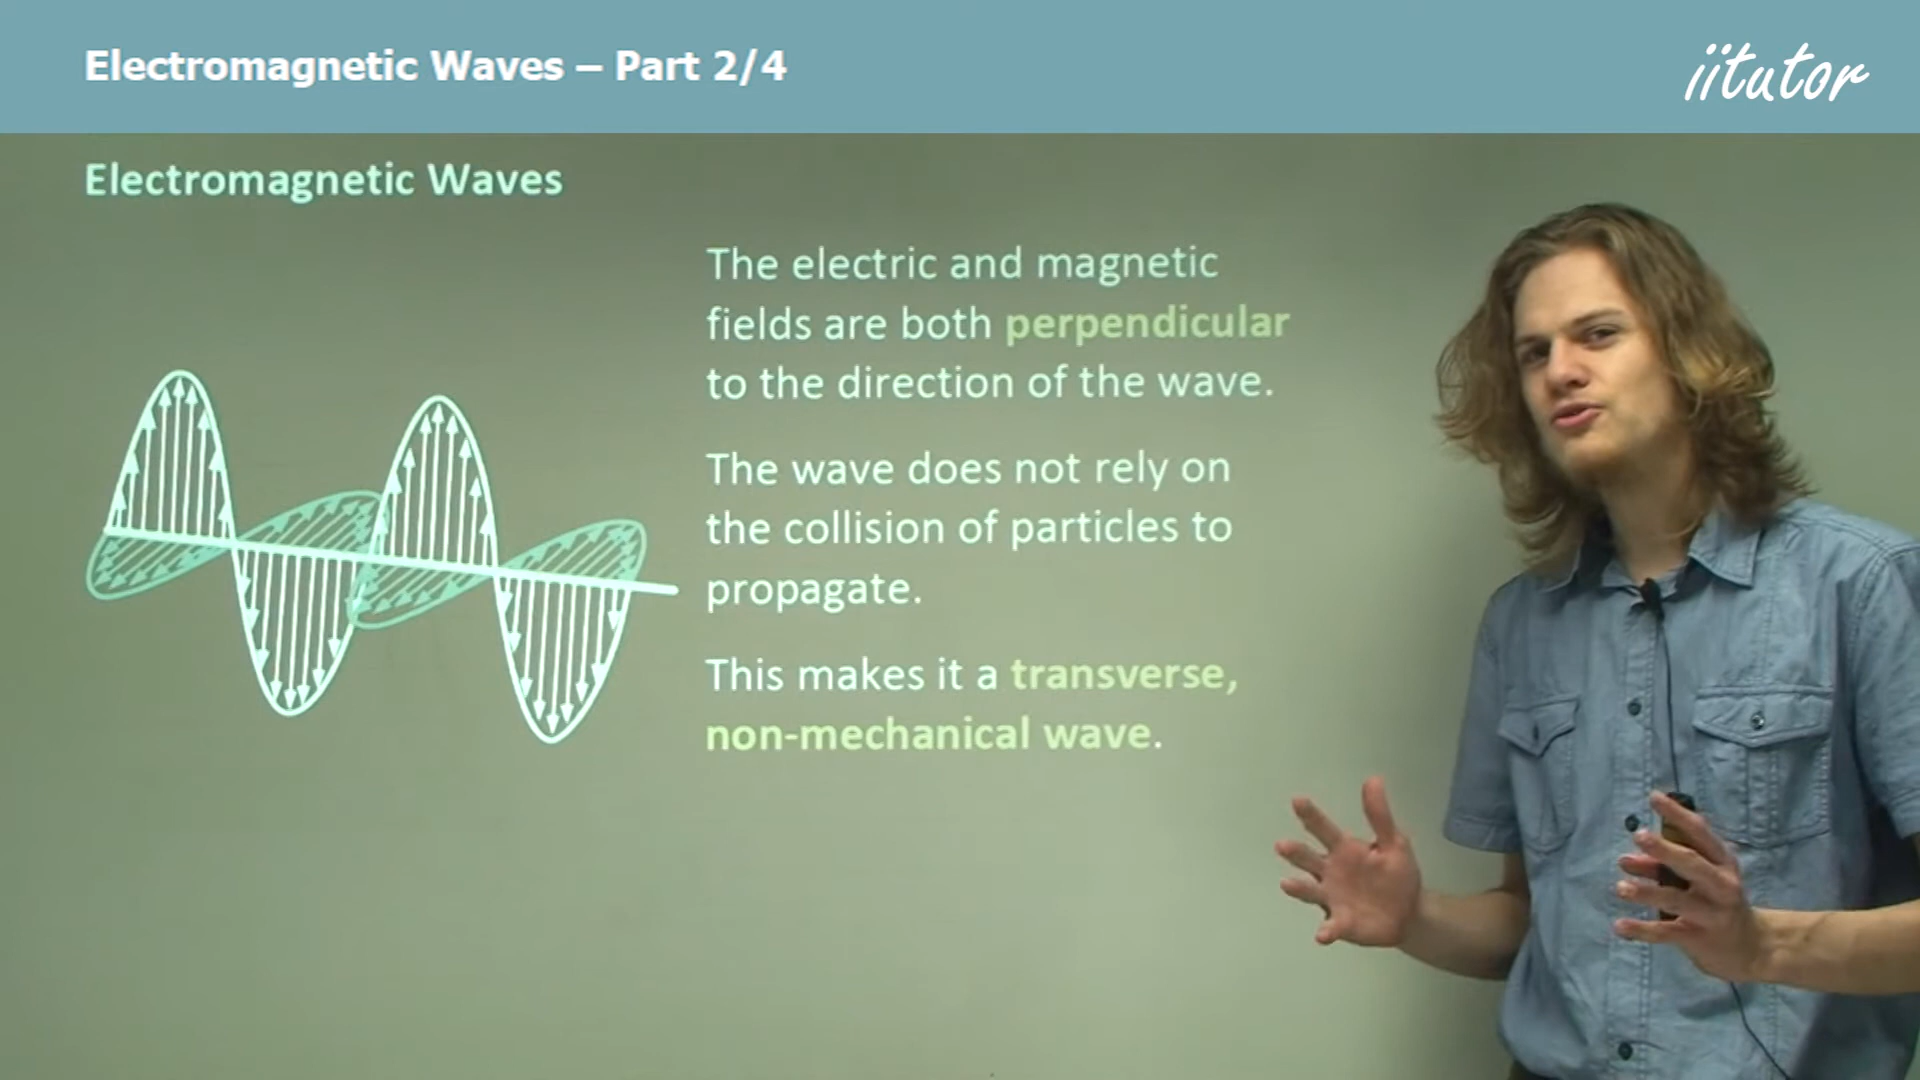 Electromagnetic Waves – Part 2/4
iitutor
Electromagnetic Waves
The electric and magnetic
fields are both perpendicular
to the direction of the wave.
The wave does not rely on
the collision of particles to
propagate.
This makes it a transverse,
non-mechanical wave.